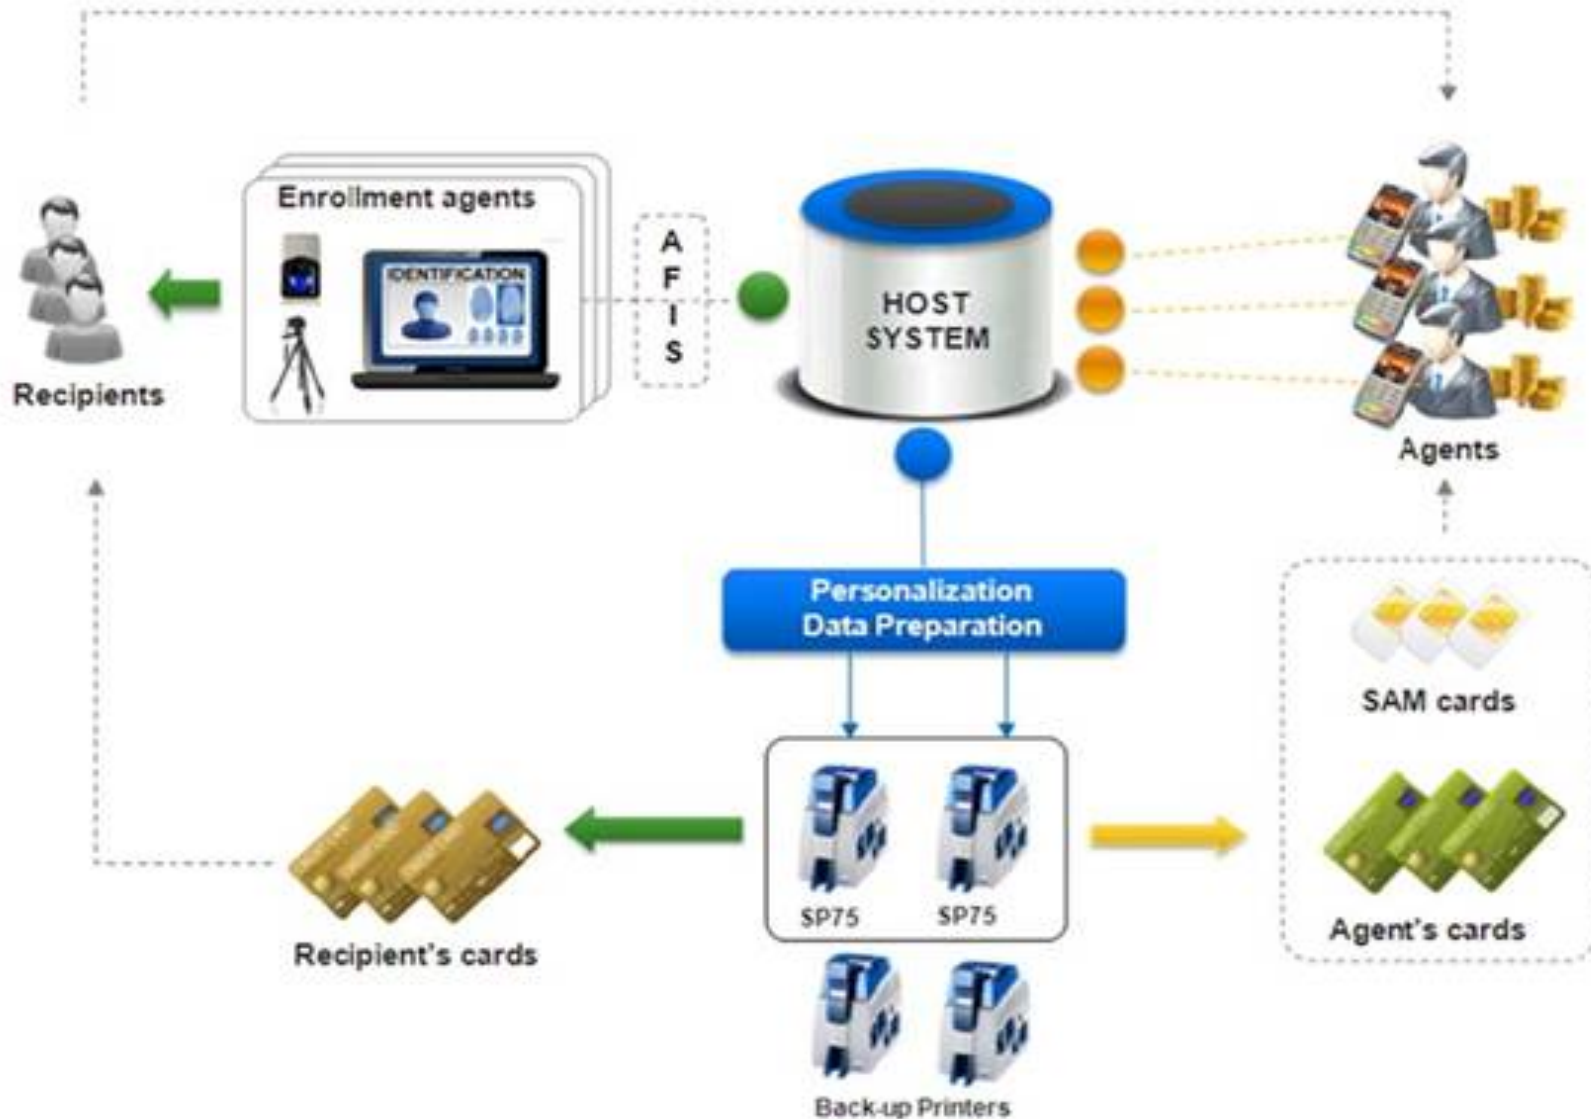 Enrollment agents
IDENTIFICATION
A
F
I
S
HOST
SYSTEM
Recipients
Agents
Personalization
Data Preparation
SAM cards
SP75
SP75
Agent's cards
Recipient's cards
Back-up Printers